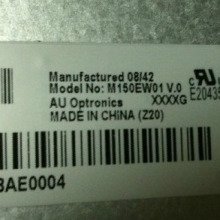 Manufactured 08/42
Model No: M150EW01 V.0
AU Optronics XXXXG
MADE IN CHINA (Z20)
E20435
3AE0004